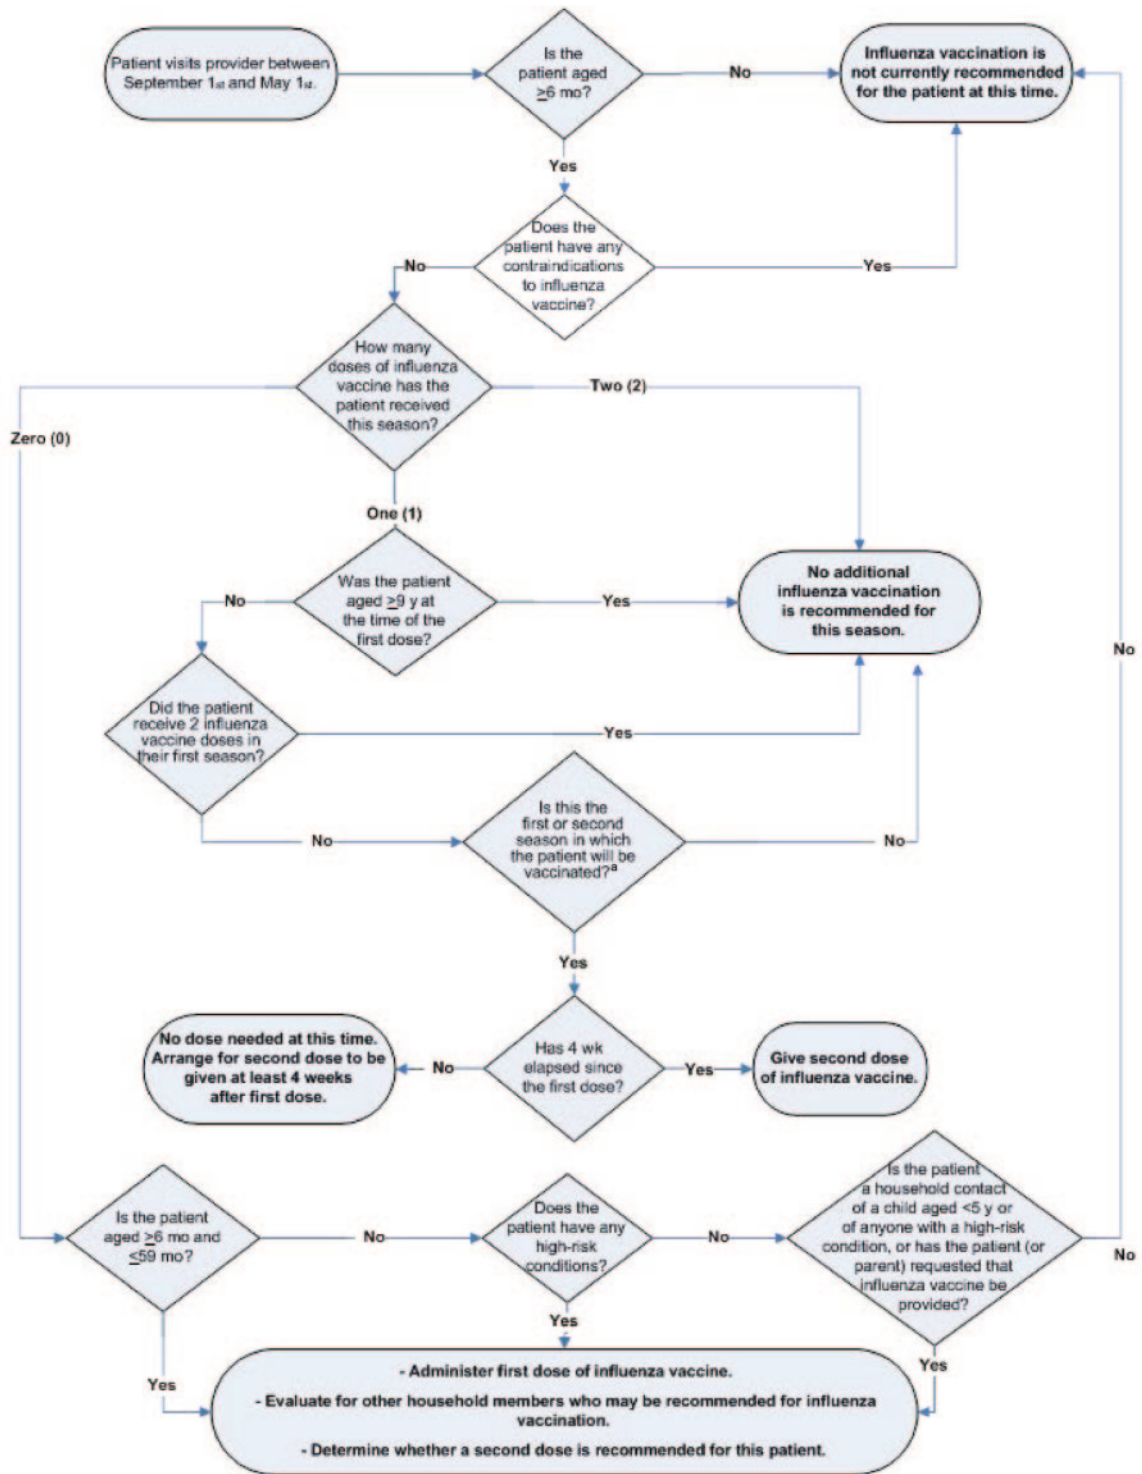 Patient visits provider between
September 1st and May 1st.
Is the
patient aged
≥6 mo?
No
Influenza vaccination is
not currently recommended
for the patient at this time.
Yes
Does the
patient have any
contraindications
to influenza
vaccine?
No
Yes
How many
doses of influenza
vaccine has the
patient received
this season?
Two (2)
Zero (0)
One (1)
Was the patient
aged ≥9 y at
the time of the
first dose?
No
Yes
No additional
influenza vaccination
is recommended for
this season.
No
Did the patient
receive 2 influenza
vaccine doses in
their first season?
Yes
No
Is this the
first or second
season in which
the patient will be
vaccinated?a
No
Yes
Has 4 wk
elapsed since
the first dose?
No
No dose needed at this time.
Arrange for second dose to be
given at least 4 weeks
after first dose.
Yes
Give second dose
of influenza vaccine.
Is the patient
aged ≥6 mo and
≤59 mo?
No
Does the
patient have any
high-risk
conditions?
No
Is the patient
a household contact
of a child aged <5 y or
of anyone with a high-risk
condition, or has the patient (or
parent) requested that
influenza vaccine be
provided?
No
Yes
Yes
Yes
- Administer first dose of influenza vaccine.
- Evaluate for other household members who may be recommended for influenza
vaccination.
- Determine whether a second dose is recommended for this patient.